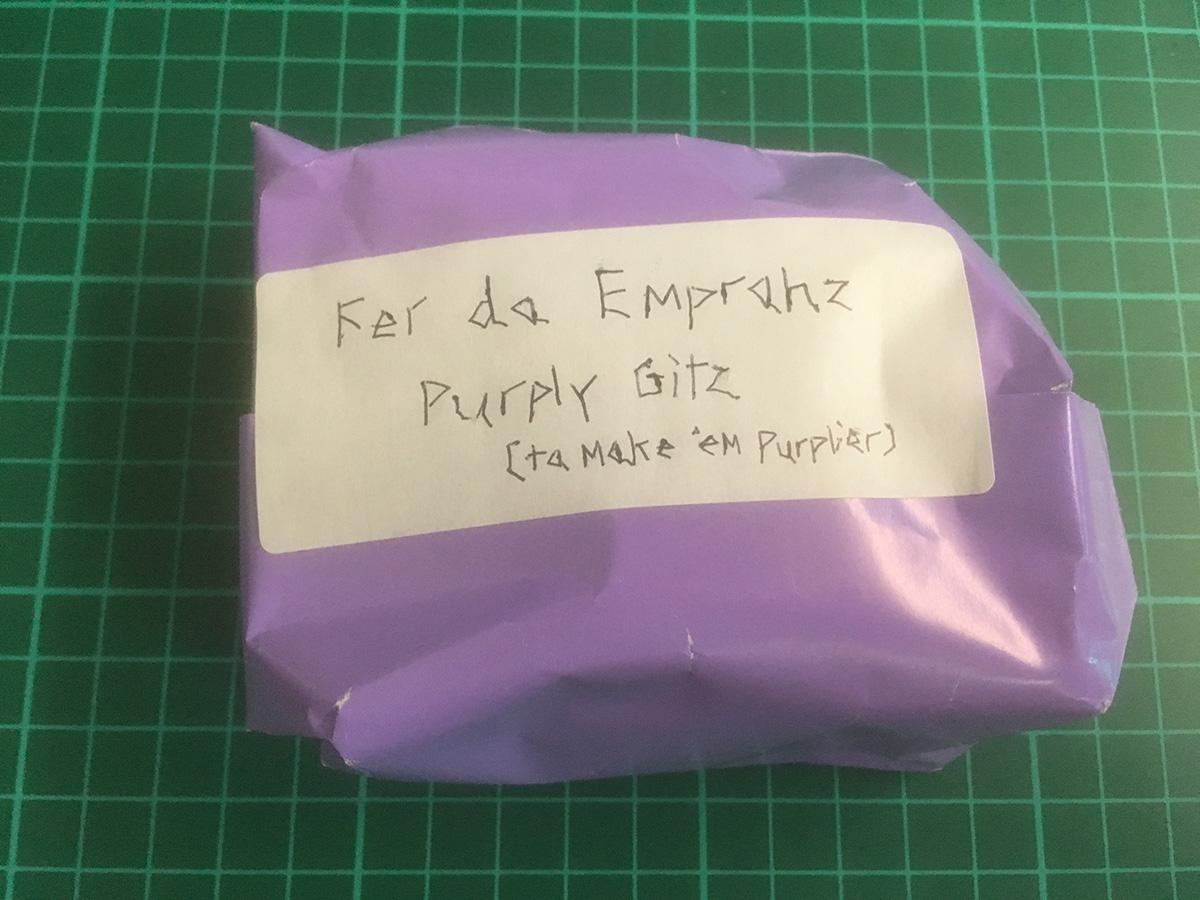 Fer da Emprahz
Purply Gitz
(ta make 'em purplier)